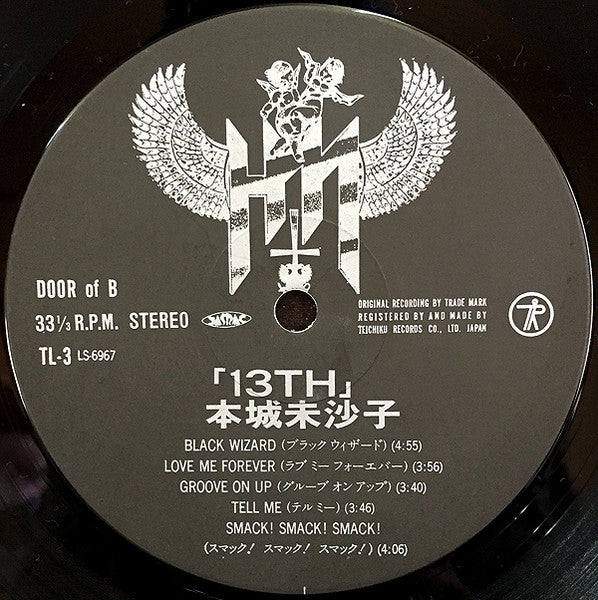 HM
DOOR of B
33 1/3 R.P.M. STEREO
TL-3 LS-6967
ORIGINAL RECORDING BY TRADE MARK
REGISTERED BY AND MADE BY
TEICHIKU RECORDS CO., LTD. JAPAN
「13TH」
本城未沙子
BLACK WIZARD (ブラック ウィザード) (4:55)
LOVE ME FOREVER (ラブ ミー フォーエバー) (3:56)
GROOVE ON UP (グルーブ オン アップ) (3:40)
TELL ME (テル ミー) (3:46)
SMACK! SMACK! SMACK!
(スマック! スマック! スマック!) (4:06)